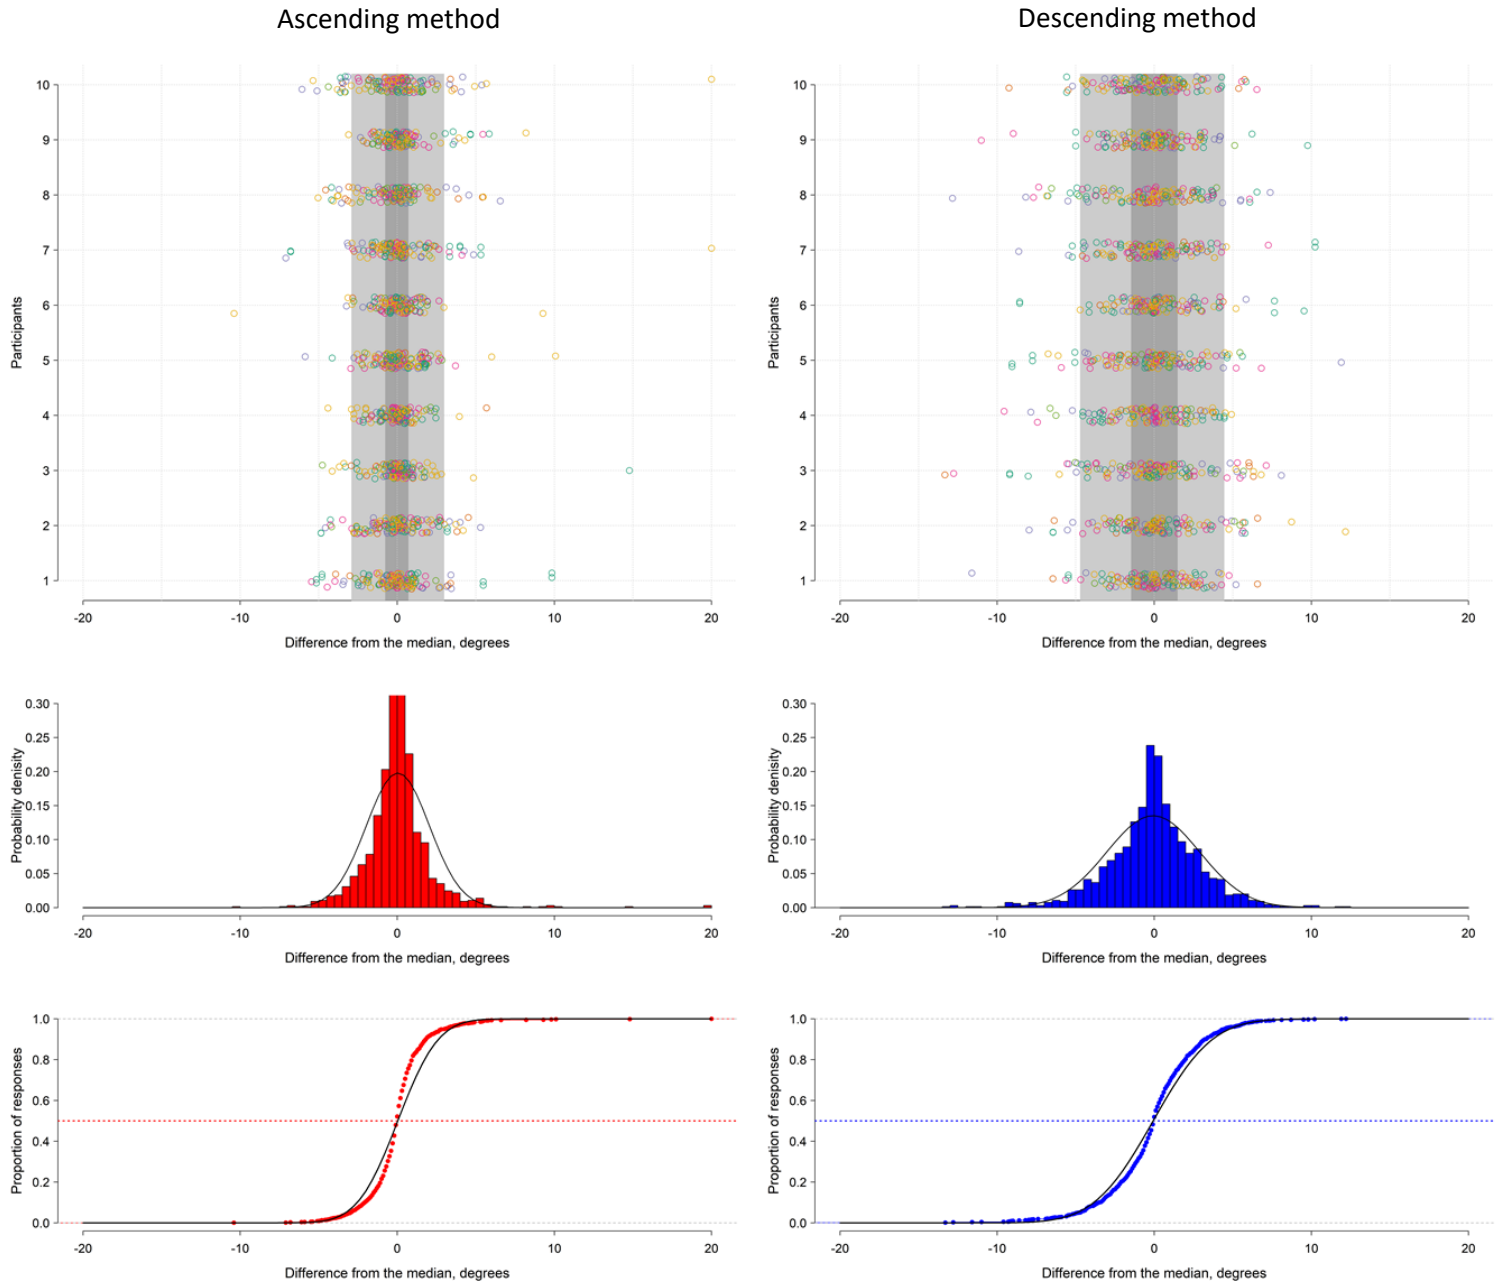 Ascending method
Descending method
Participants
10
9
8
7
6
5
4
3
2
1
-20 -10 0 10 20
Difference from the median, degrees
Participants
10
9
8
7
6
5
4
3
2
1
-20 -10 0 10 20
Difference from the median, degrees
Probability denisity
0.30
0.25
0.20
0.15
0.10
0.05
0.00
-20 -10 0 10 20
Difference from the median, degrees
Probability denisity
0.30
0.25
0.20
0.15
0.10
0.05
0.00
-20 -10 0 10 20
Difference from the median, degrees
Proportion of responses
1.0
0.8
0.6
0.4
0.2
0.0
-20 -10 0 10 20
Difference from the median, degrees
Proportion of responses
1.0
0.8
0.6
0.4
0.2
0.0
-20 -10 0 10 20
Difference from the median, degrees